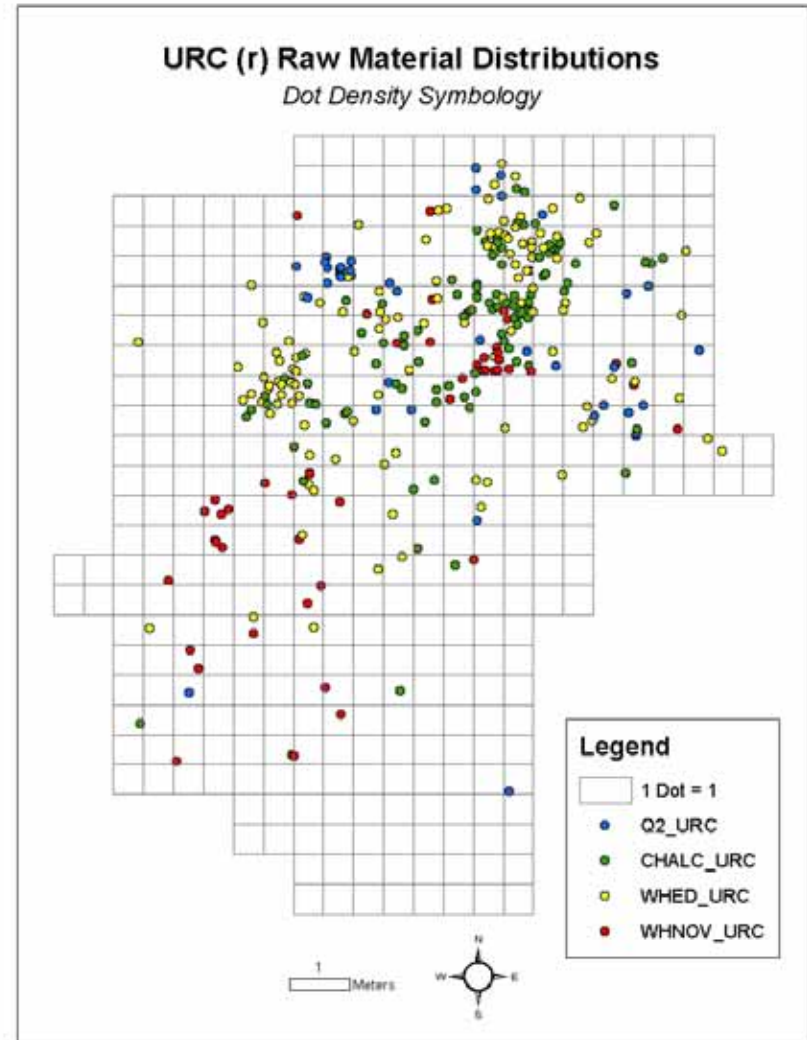 URC (r) Raw Material Distributions
Dot Density Symbology
Legend
1 Dot = 1
Q2_URC
CHALC_URC
WHED_URC
WHNOV_URC
1
Meters
N
W
E
S